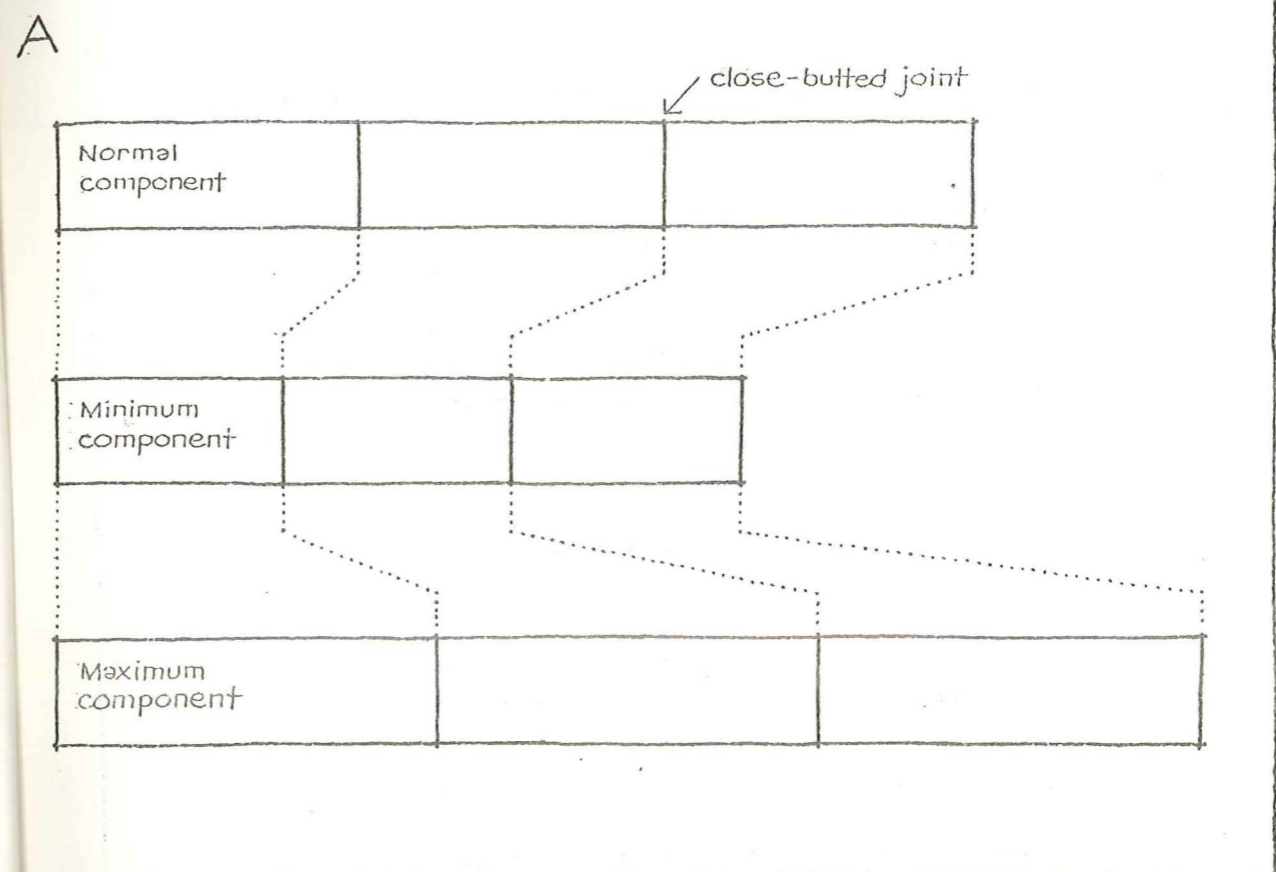 A
close-butted joint
Normal
component
Minimum
component
Maximum
component